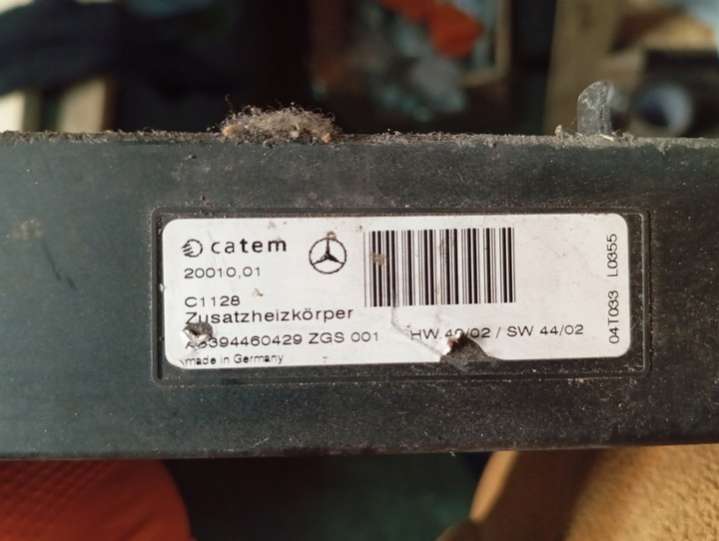 catem
20010,01
C1128
Zusatzheizkörper
ZGS 001 HW 40/02 / SW 44/02
made in Germany
04T033 L0355